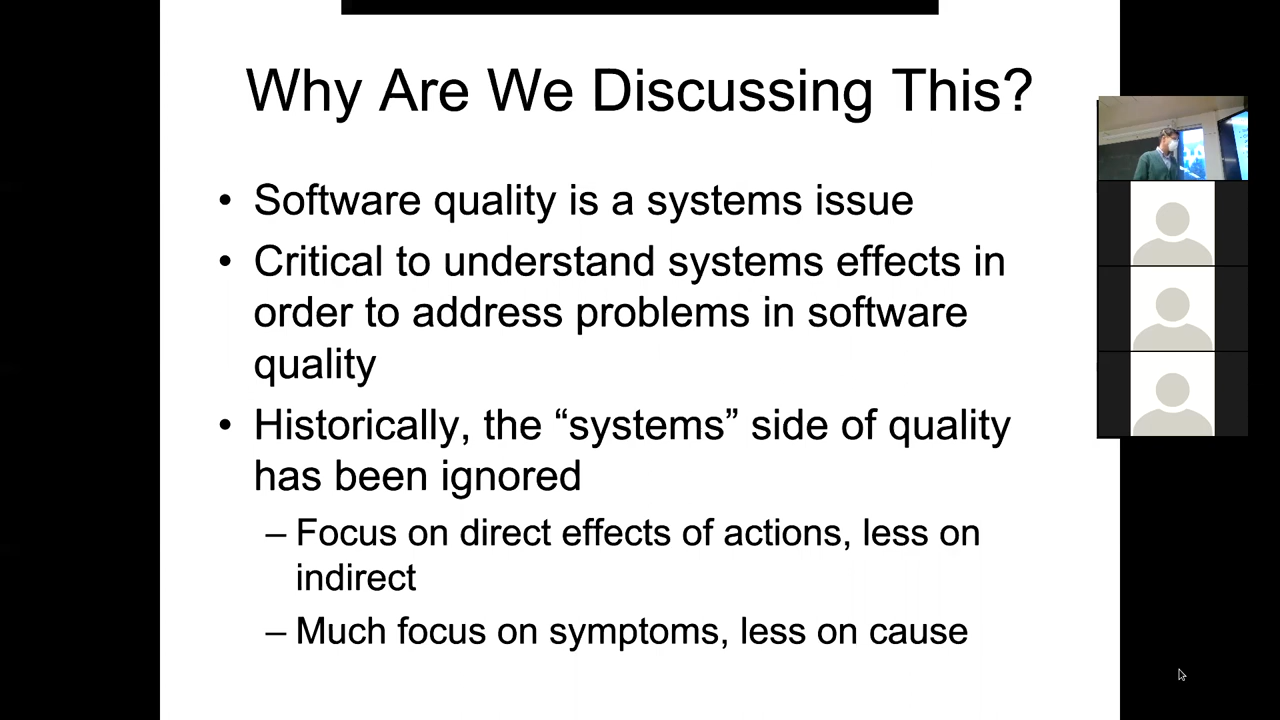 Why Are We Discussing This?
• Software quality is a systems issue
• Critical to understand systems effects in
order to address problems in software
quality
• Historically, the “systems” side of quality
has been ignored
– Focus on direct effects of actions, less on
indirect
– Much focus on symptoms, less on cause